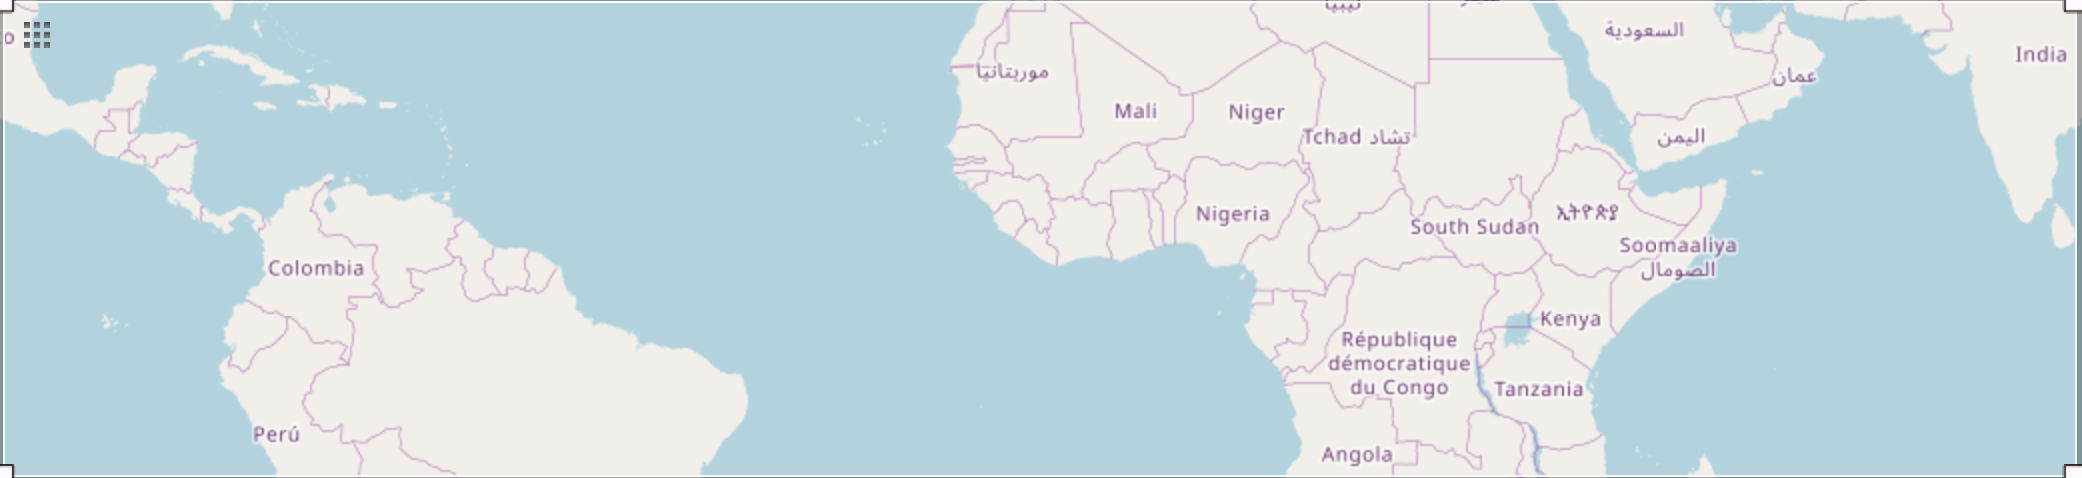 ليبيا
السعودية
India
موريتانيا
عمان
Mali
Niger
Tchad تشاد
اليمن
Nigeria
ኢትዮጵያ
South Sudan
Soomaaliya
الصومال
Colombia
Kenya
République
démocratique
du Congo
Tanzania
Perú
Angola